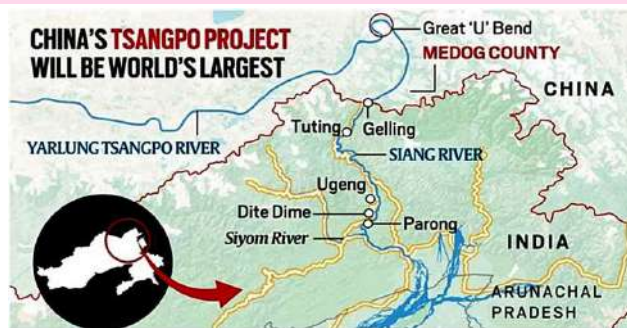 CHINA'S TSANGPO PROJECT
WILL BE WORLD'S LARGEST
Great 'U' Bend
MEDOG COUNTY
CHINA
Tuting
Gelling
YARLUNG TSANGPO RIVER
SIANG RIVER
Ugeng
Dite Dime
Parong
Siyom River
INDIA
ARUNACHAL
PRADESH